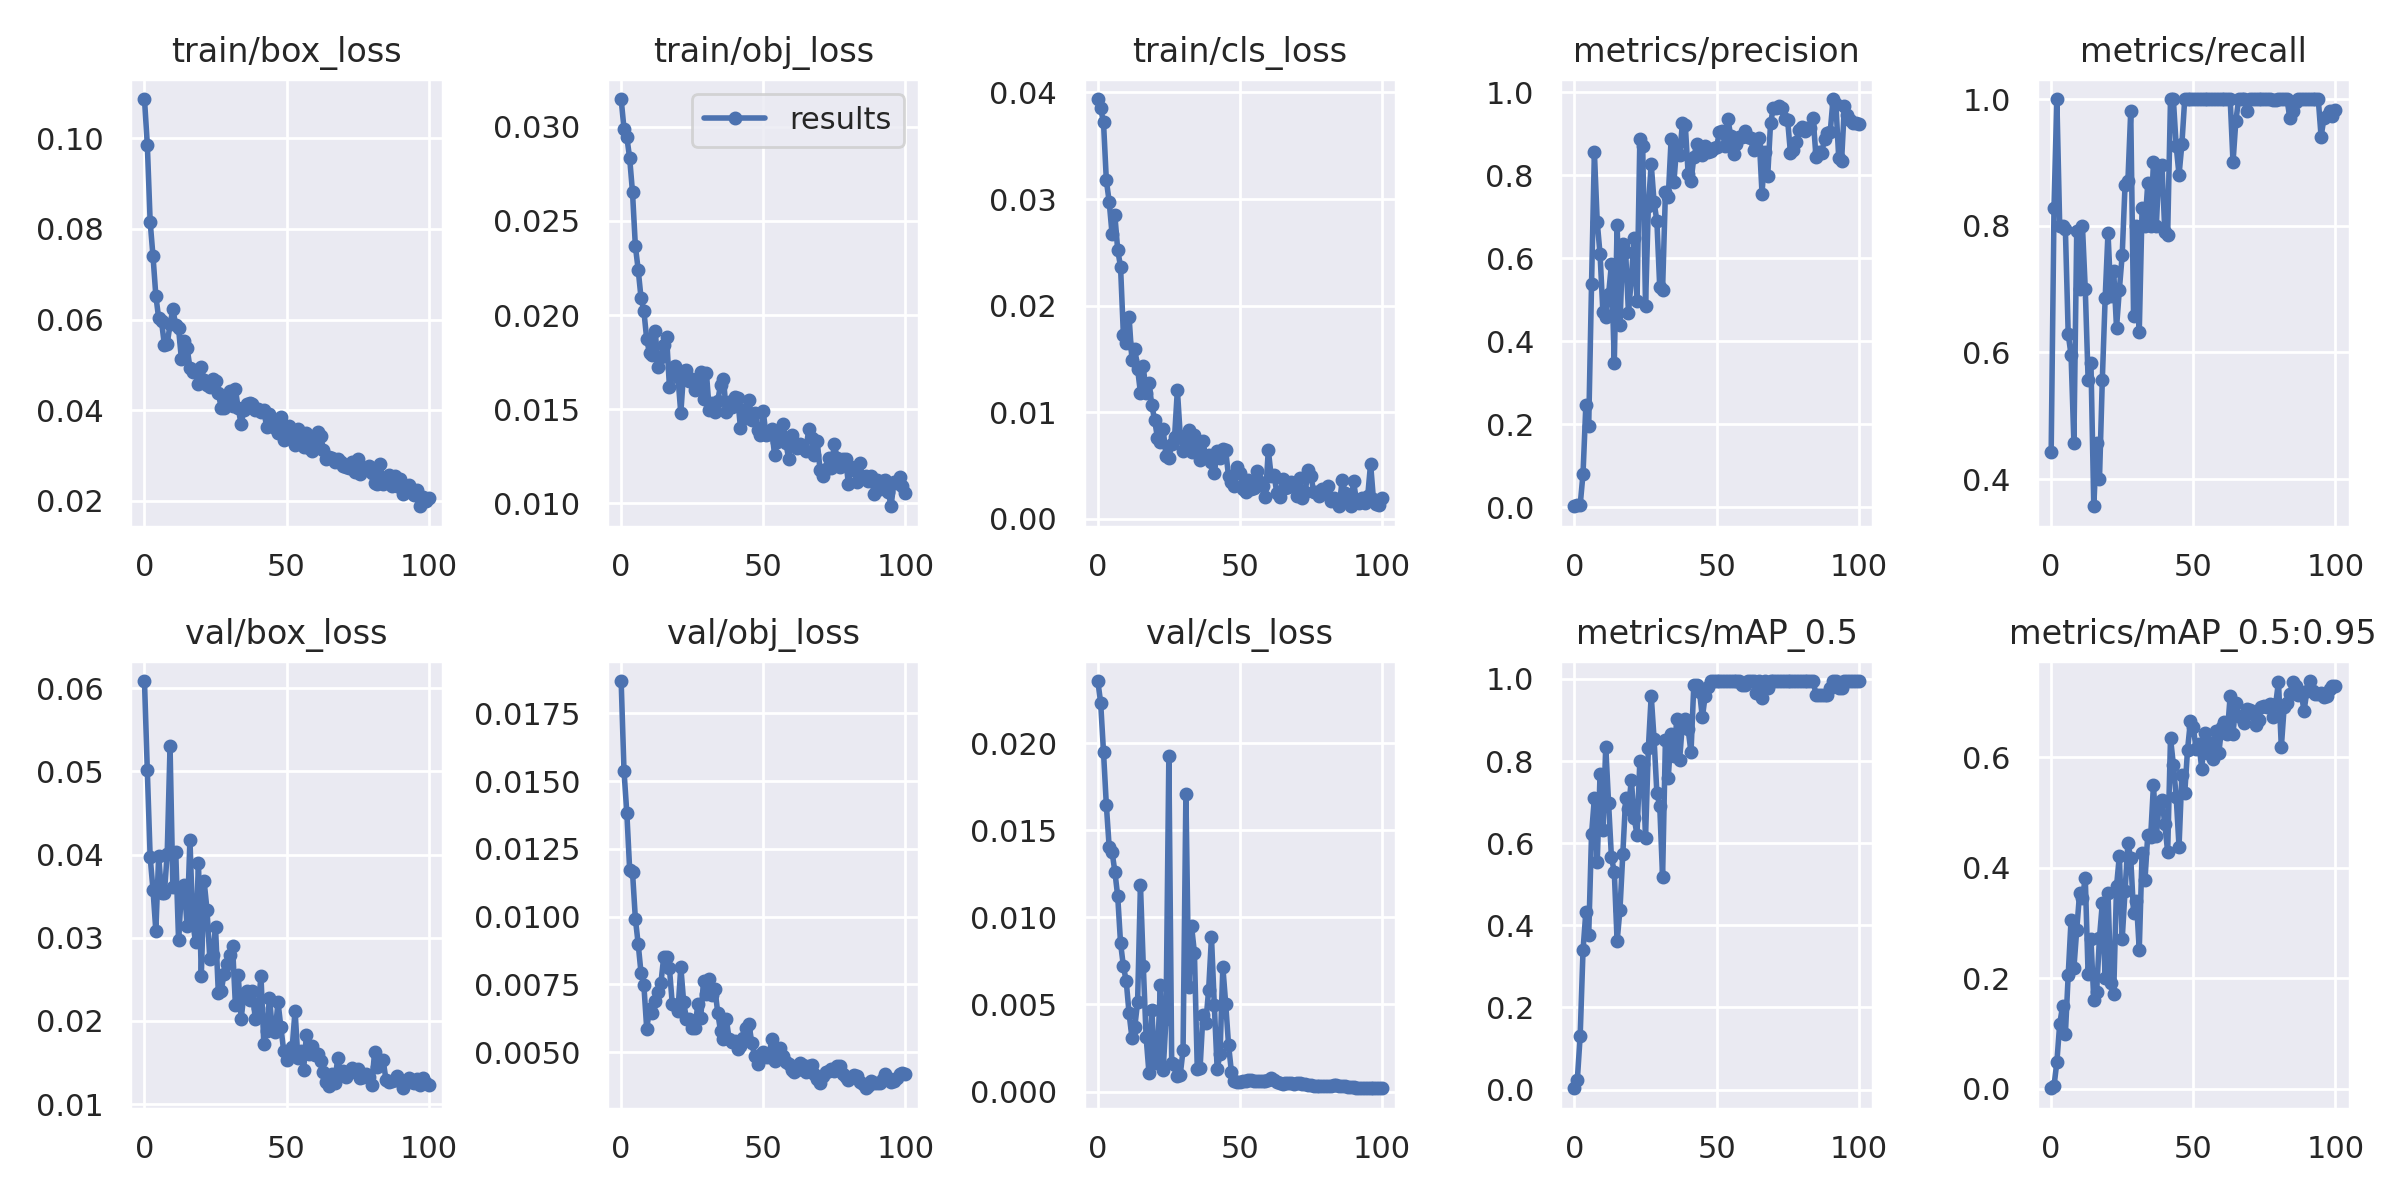 train/box_loss
train/obj_loss
train/cls_loss
metrics/precision
metrics/recall
results
0.10
0.08
0.06
0.04
0.02
0 50 100
0.030
0.025
0.020
0.015
0.010
0 50 100
0.04
0.03
0.02
0.01
0.00
0 50 100
1.0
0.8
0.6
0.4
0.2
0.0
0 50 100
1.0
0.8
0.6
0.4
0 50 100
val/box_loss
val/obj_loss
val/cls_loss
metrics/mAP_0.5
metrics/mAP_0.5:0.95
0.06
0.05
0.04
0.03
0.02
0.01
0 50 100
0.0175
0.0150
0.0125
0.0100
0.0075
0.0050
0 50 100
0.020
0.015
0.010
0.005
0.000
0 50 100
1.0
0.8
0.6
0.4
0.2
0.0
0 50 100
0.6
0.4
0.2
0.0
0 50 100